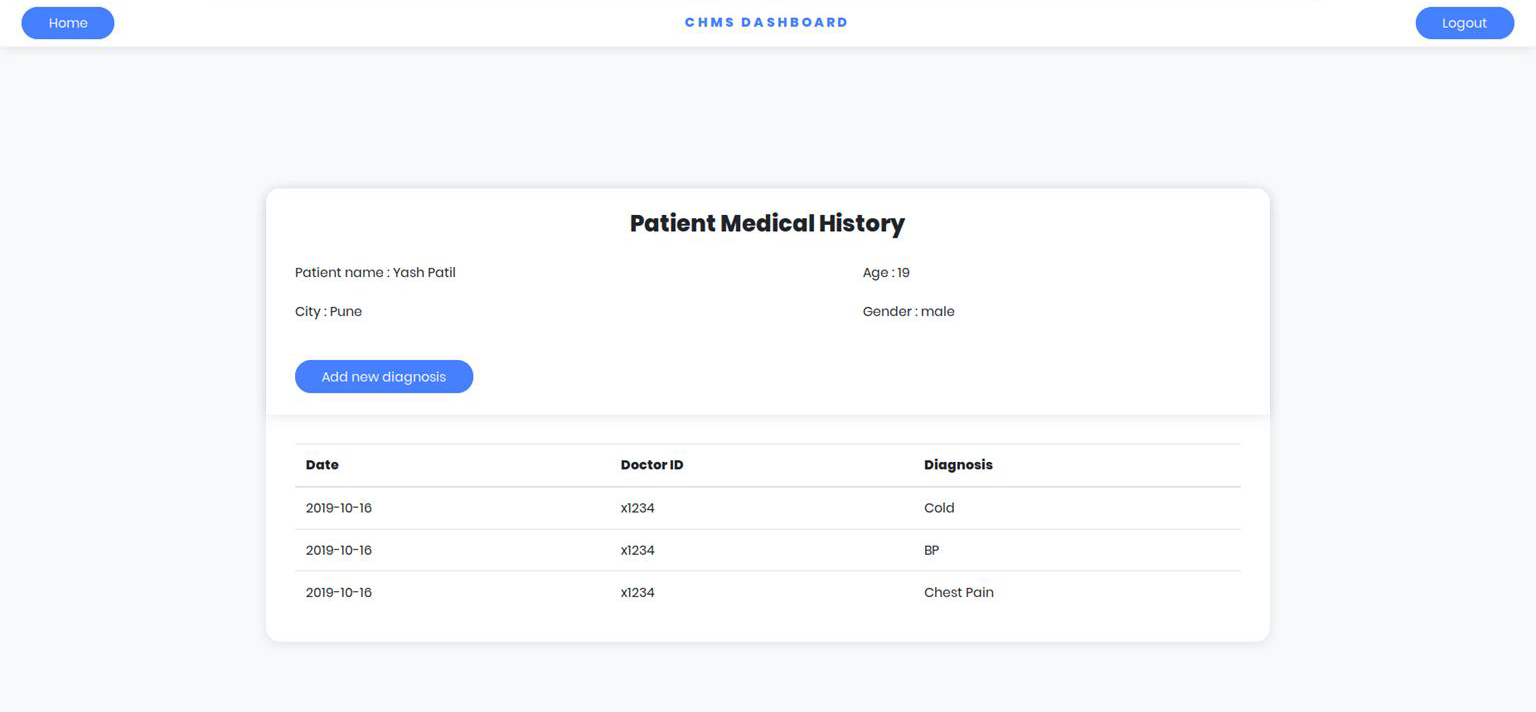 Home CHMS DASHBOARD Logout
Patient Medical History
Patient name : Yash Patil Age : 19
City : Pune Gender : male
Add new diagnosis
Date Doctor ID Diagnosis
2019-10-16 x1234 Cold
2019-10-16 x1234 BP
2019-10-16 x1234 Chest Pain